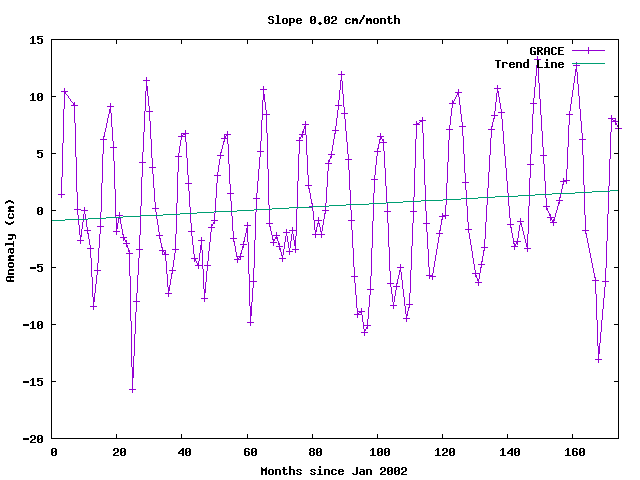 Slope 0.02 cm/month
GRACE
Trend Line
15
10
5
0
-5
-10
-15
-20
Anomaly (cm)
0 20 40 60 80 100 120 140 160
Months since Jan 2002